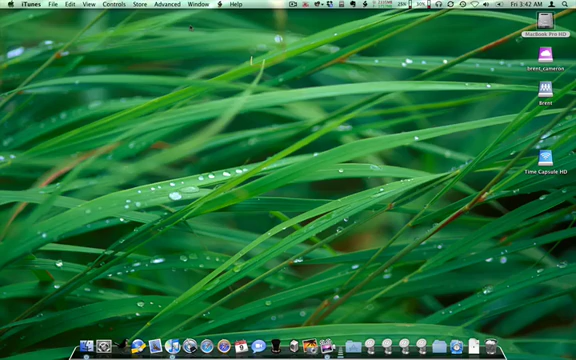 iTunes File Edit View Controls Store Advanced Window Help Fri 3:42 AM
MacBook Pro HD
brent_cameron
Brent
Time Capsule HD
9